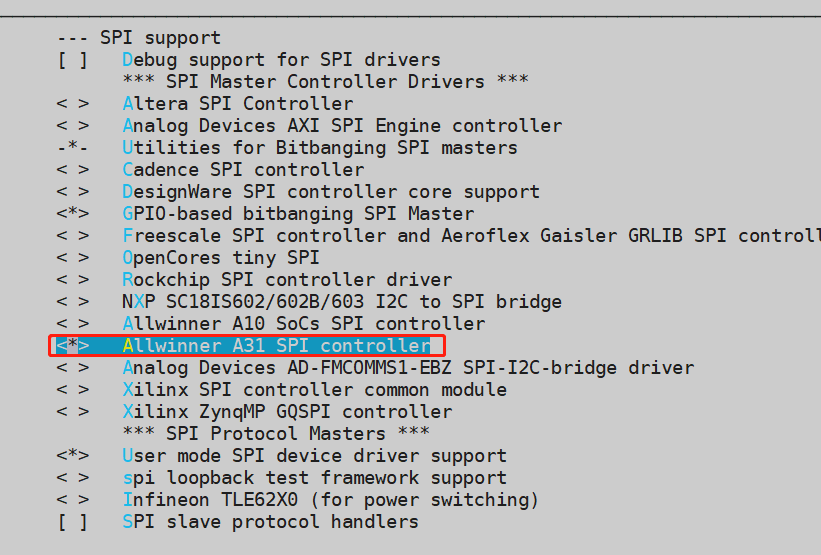 --- SPI support
[ ]   Debug support for SPI drivers
      *** SPI Master Controller Drivers ***
< >   Altera SPI Controller
< >   Analog Devices AXI SPI Engine controller
-*-   Utilities for Bitbanging SPI masters
< >   Cadence SPI controller
< >   DesignWare SPI controller core support
<*>   GPIO-based bitbanging SPI Master
< >   Freescale SPI controller and Aeroflex Gaisler GRLIB SPI controll
< >   OpenCores tiny SPI
< >   Rockchip SPI controller driver
< >   NXP SC18IS602/602B/603 I2C to SPI bridge
< >   Allwinner A10 SoCs SPI controller
<*>   Allwinner A31 SPI controller
< >   Analog Devices AD-FMCOMMS1-EBZ SPI-I2C-bridge driver
< >   Xilinx SPI controller common module
< >   Xilinx ZynqMP GQSPI controller
      *** SPI Protocol Masters ***
<*>   User mode SPI device driver support
< >   spi loopback test framework support
< >   Infineon TLE62X0 (for power switching)
[ ]   SPI slave protocol handlers